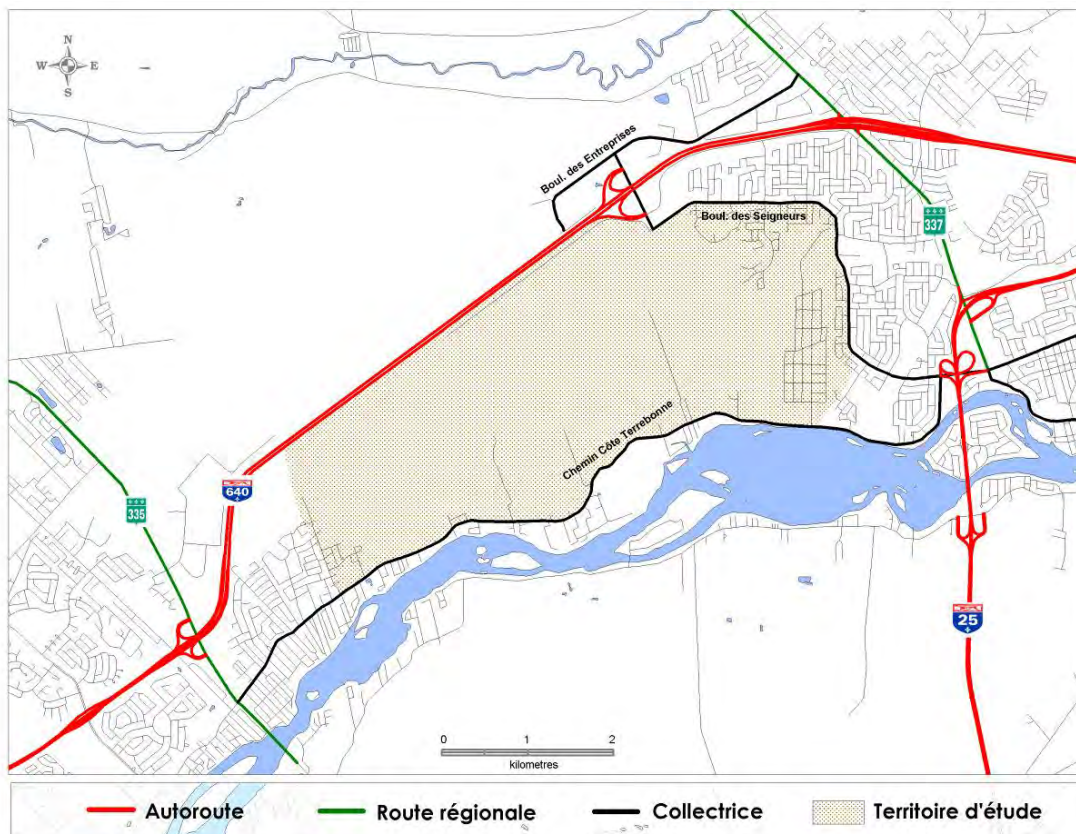 N
W E
S
Boul. des Entreprises
Boul. des Seigneurs
337
Chemin Côte Terrebonne
640
335
25
0 1 2
kilometres
Autoroute Route régionale Collectrice Territoire d'étude